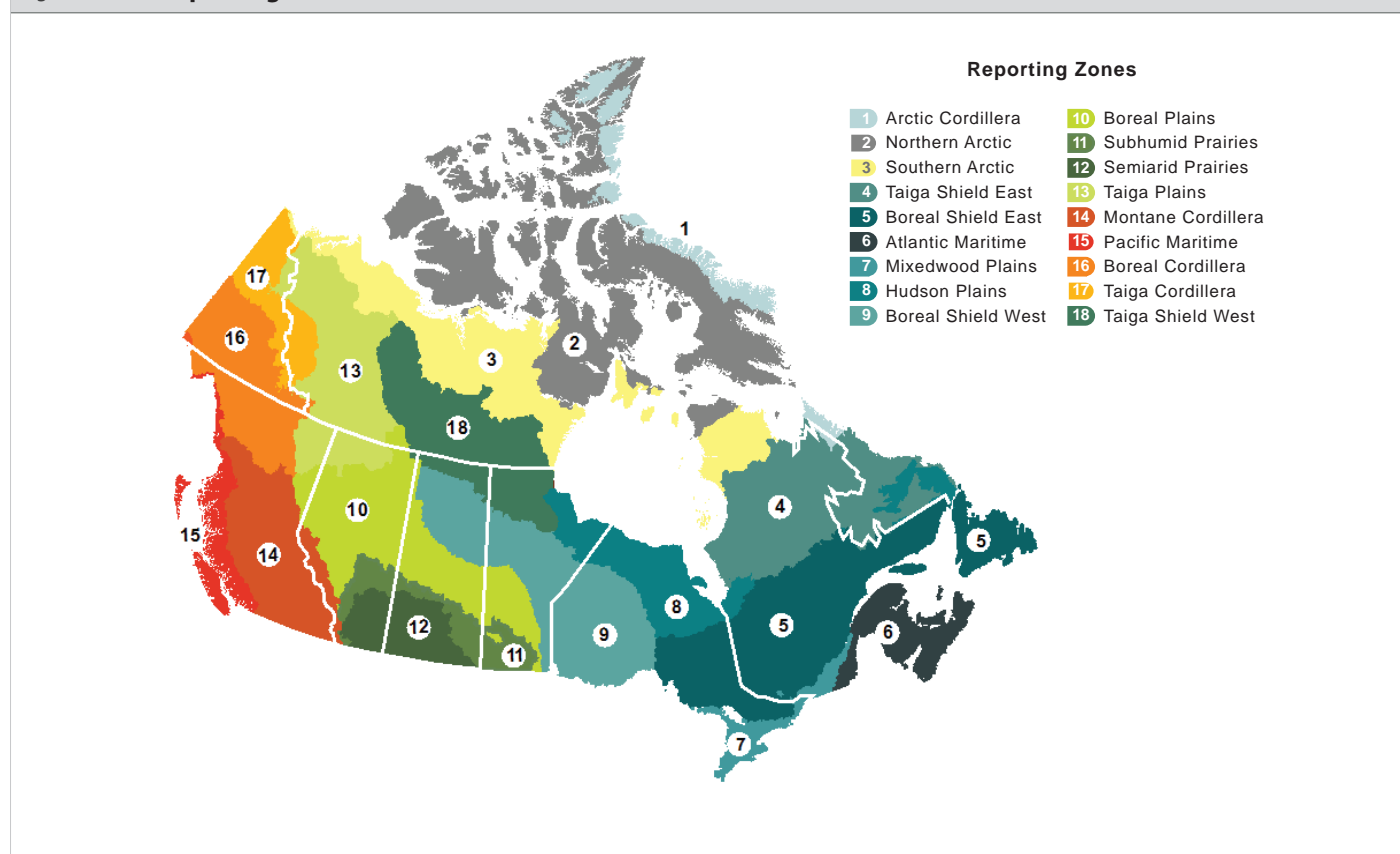 Reporting Zones
1 Arctic Cordillera
2 Northern Arctic
3 Southern Arctic
4 Taiga Shield East
5 Boreal Shield East
6 Atlantic Maritime
7 Mixedwood Plains
8 Hudson Plains
9 Boreal Shield West
10 Boreal Plains
11 Subhumid Prairies
12 Semiarid Prairies
13 Taiga Plains
14 Montane Cordillera
15 Pacific Maritime
16 Boreal Cordillera
17 Taiga Cordillera
18 Taiga Shield West
1
17
2
16
3
13
18
4
10
15
5
14
8
5
12
6
9
11
7